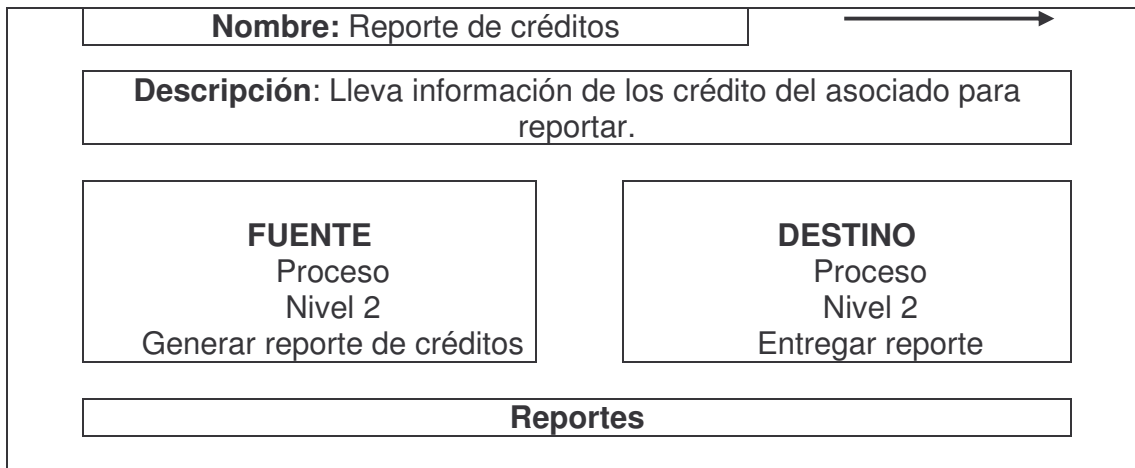 Nombre: Reporte de créditos
Descripción: Lleva información de los crédito del asociado para
reportar.
FUENTE
Proceso
Nivel 2
Generar reporte de créditos
DESTINO
Proceso
Nivel 2
Entregar reporte
Reportes